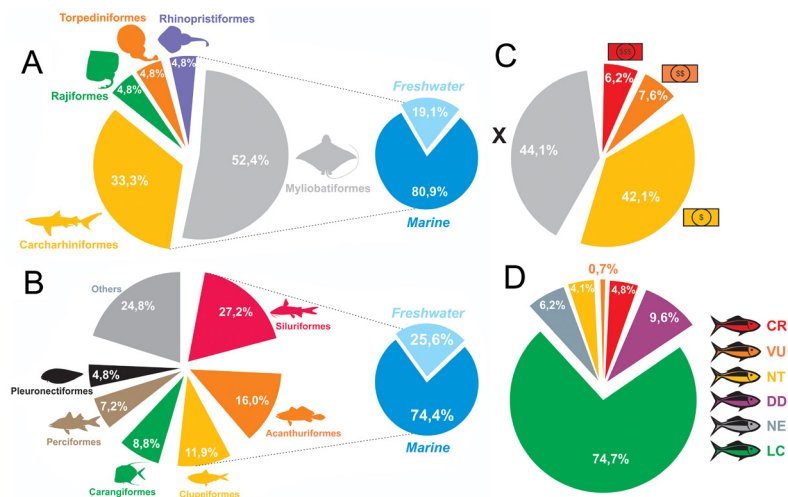 A
Torpediniformes
Rhinopristiformes
Rajiformes
4,8%
4,8%
4,8%
52,4%
Myliobatiformes
33,3%
Carcharhiniformes
Freshwater
19,1%
80,9%
Marine
B
Others
24,8%
27,2%
Siluriformes
4,8%
Pleuronectiformes
7,2%
Perciformes
8,8%
Carangiformes
11,9%
Clupeiformes
16,0%
Acanthuriformes
Freshwater
25,6%
74,4%
Marine
C
$$$
6,2%
$$
7,6%
X
44,1%
42,1%
$
D
0,7%
6,2%
4,1%
4,8%
9,6%
74,7%
CR
VU
NT
DD
NE
LC